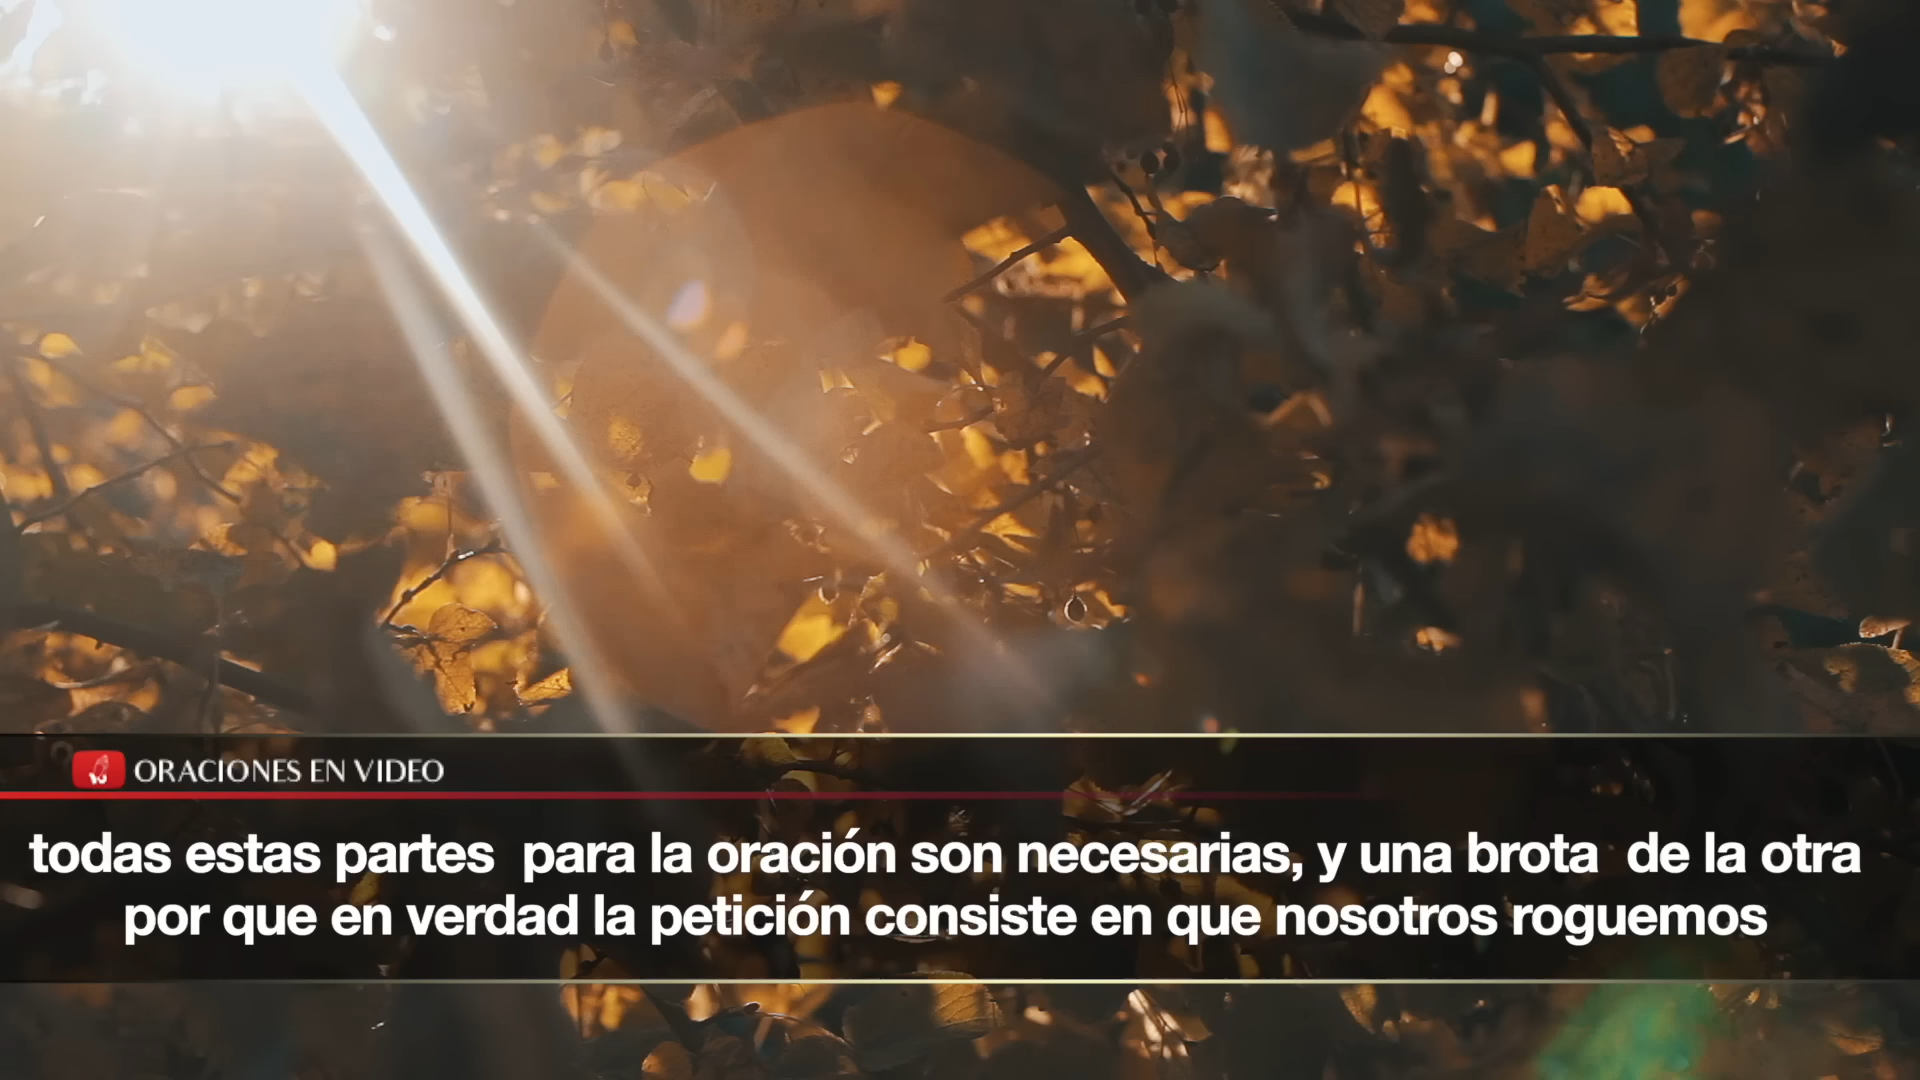 ORACIONES EN VIDEO
todas estas partes  para la oración son necesarias, y una brota  de la otra
por que en verdad la petición consiste en que nosotros roguemos